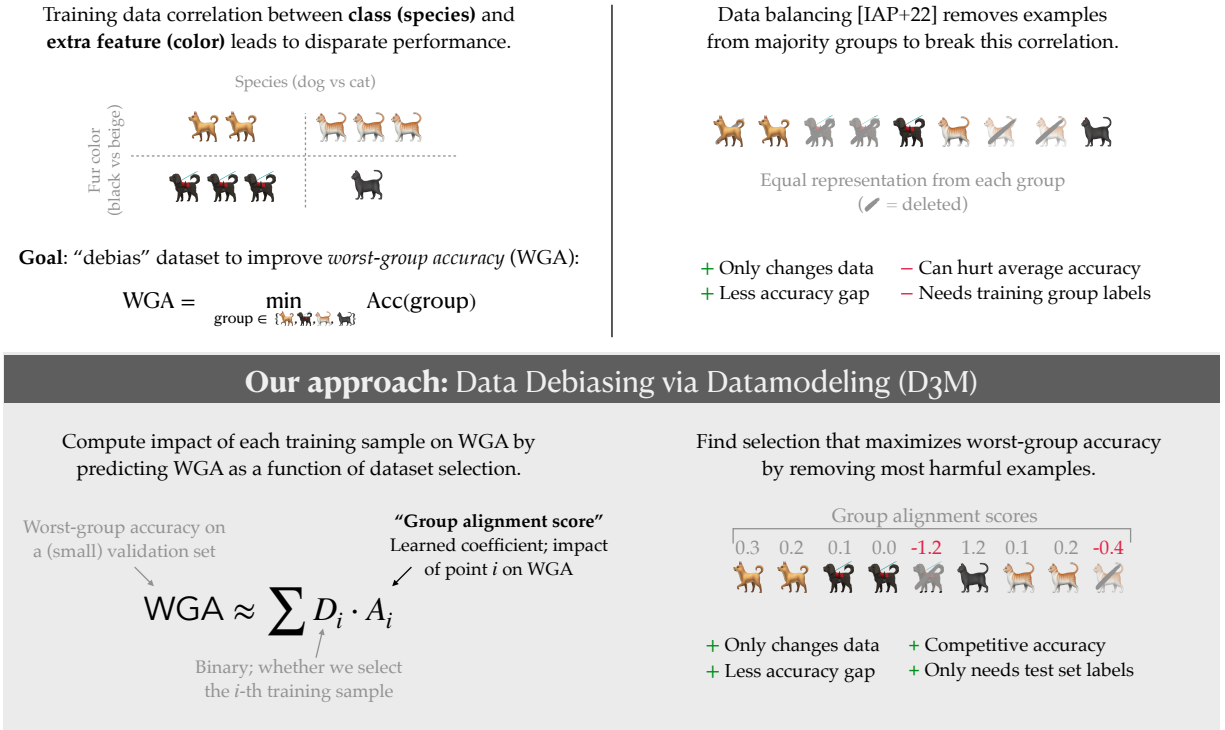 Training data correlation between class (species) and
extra feature (color) leads to disparate performance.
Species (dog vs cat)
Fur color
(black vs beige)
Goal: “debias” dataset to improve worst-group accuracy (WGA):
WGA = min Acc(group)
group ∈ { , , , }
Data balancing [IAP+22] removes examples
from majority groups to break this correlation.
Equal representation from each group
( = deleted)
+ Only changes data − Can hurt average accuracy
+ Less accuracy gap − Needs training group labels
Our approach: Data Debiasing via Datamodeling (D3M)
Compute impact of each training sample on WGA by
predicting WGA as a function of dataset selection.
Worst-group accuracy on
a (small) validation set
“Group alignment score”
Learned coefficient; impact
of point i on WGA
WGA ≈ ∑ Dᵢ · Aᵢ
Binary; whether we select
the i-th training sample
Find selection that maximizes worst-group accuracy
by removing most harmful examples.
Group alignment scores
0.3 0.2 0.1 0.0 -1.2 1.2 0.1 0.2 -0.4
+ Only changes data + Competitive accuracy
+ Less accuracy gap + Only needs test set labels